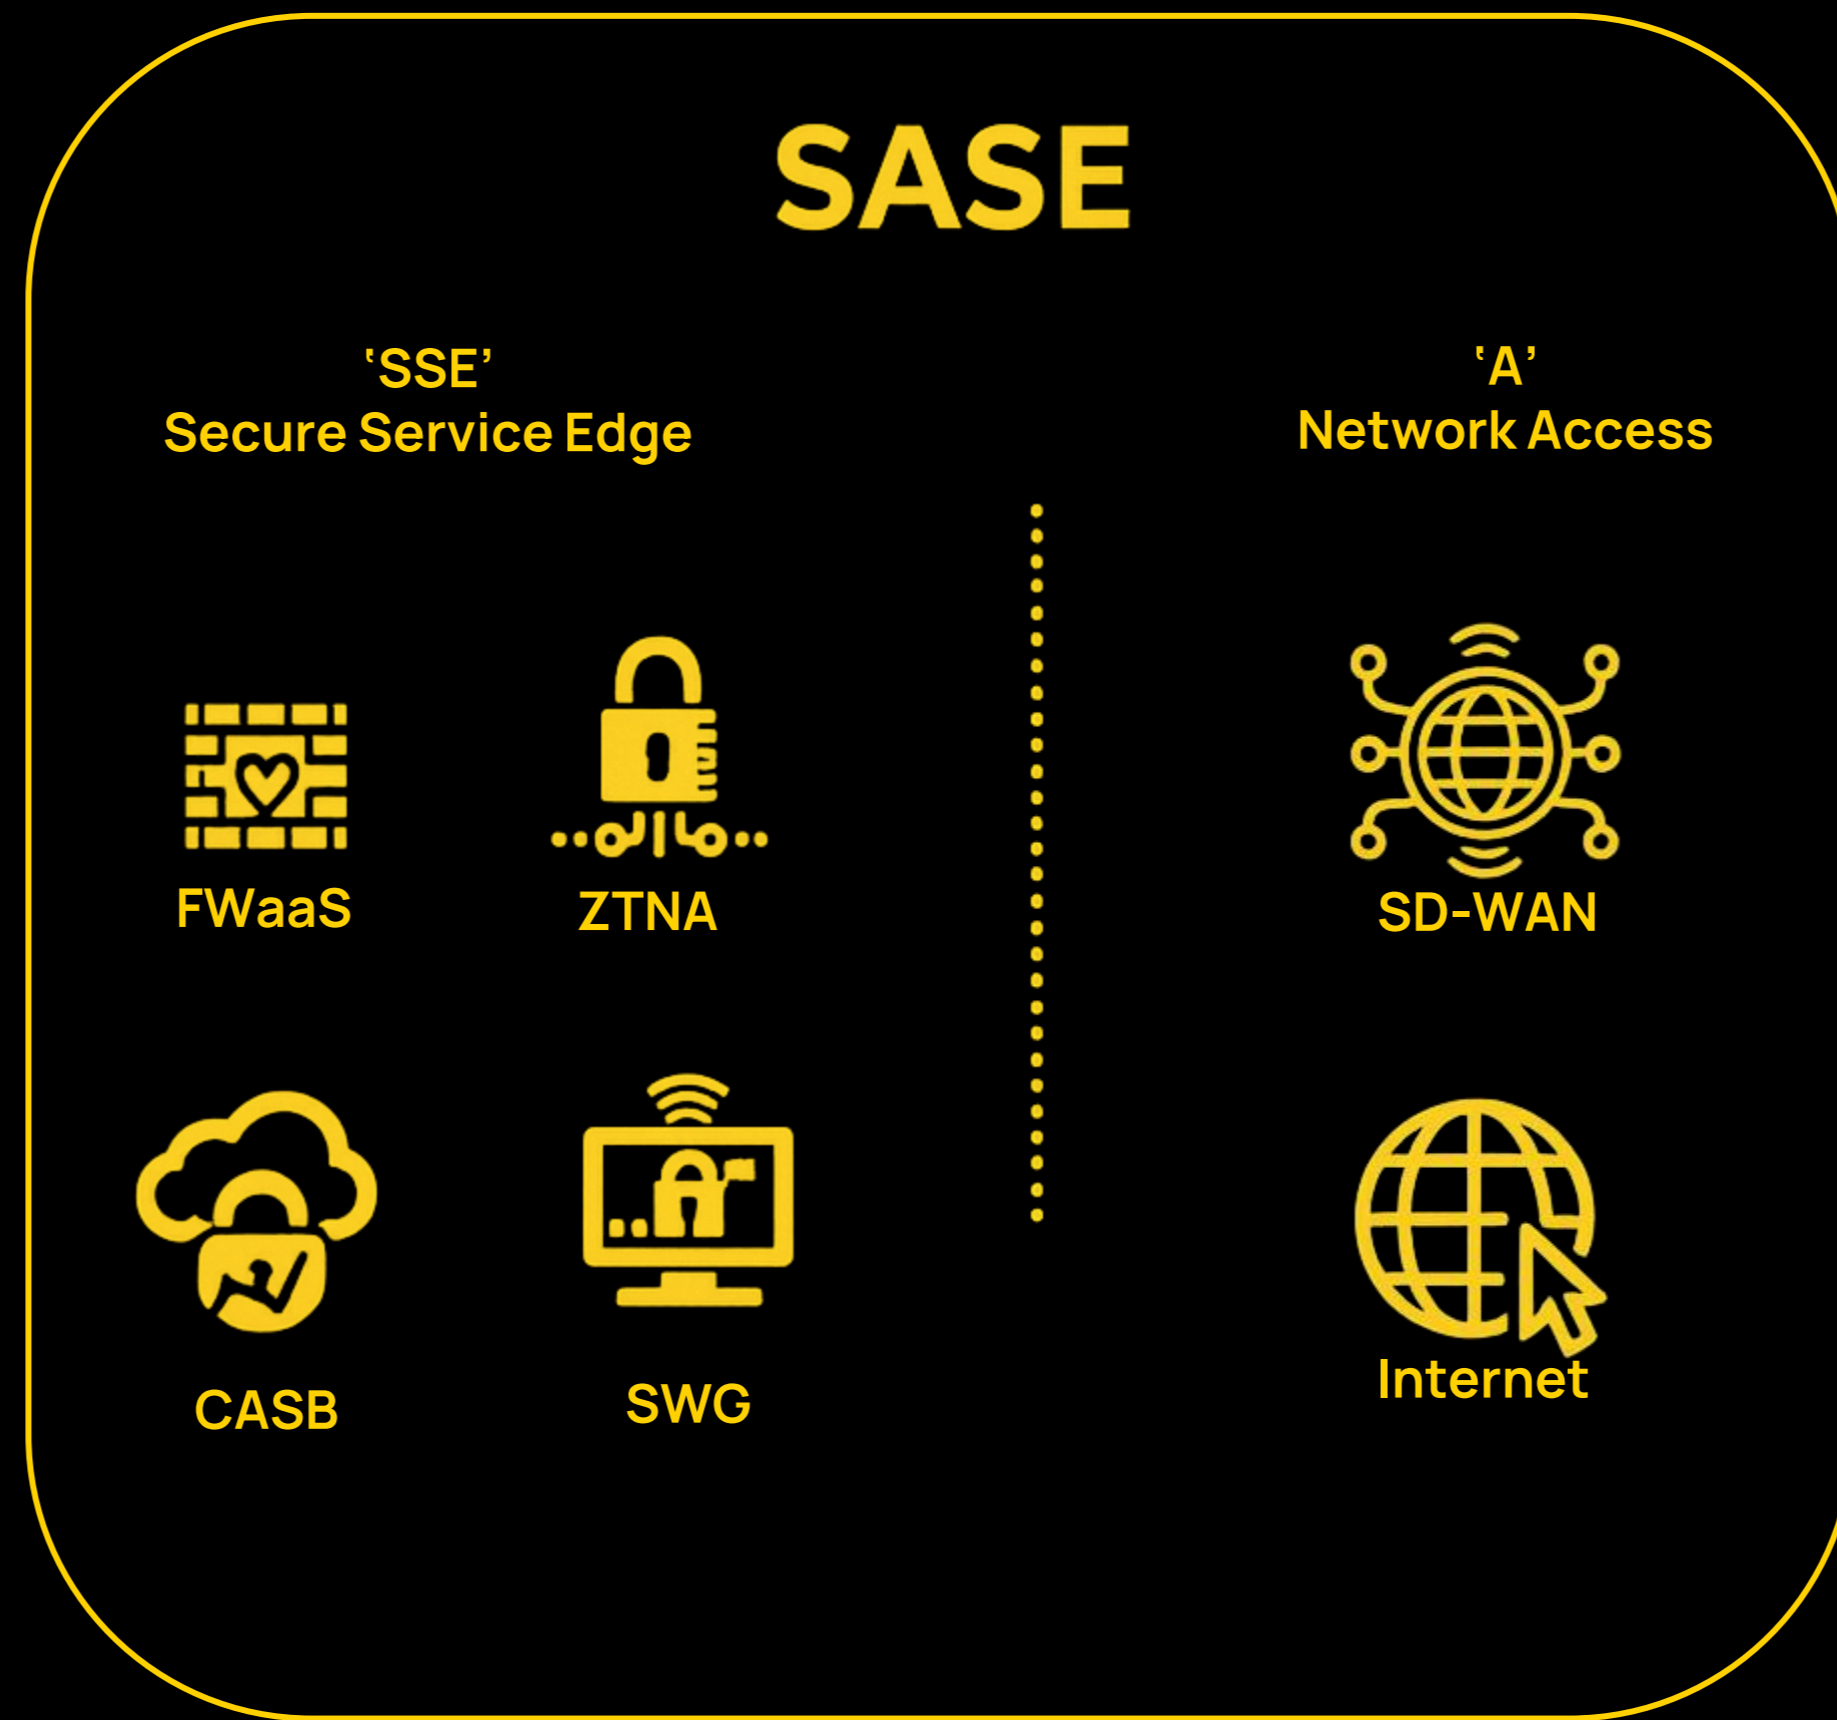 SASE
‛SSE’
Secure Service Edge
‛A’
Network Access
FWaaS
ZTNA
SD-WAN
CASB
SWG
Internet